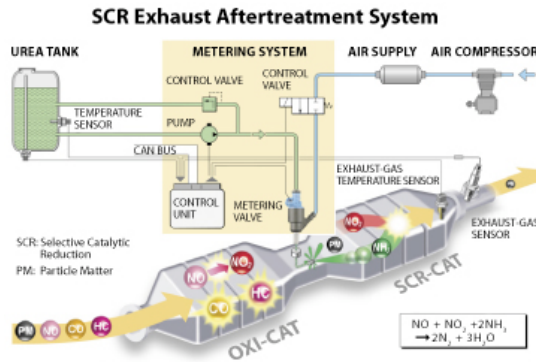 SCR Exhaust Aftertreatment System
UREA TANK
METERING SYSTEM
AIR SUPPLY
AIR COMPRESSOR
CONTROL VALVE
CONTROL
VALVE
TEMPERATURE
SENSOR
PUMP
CAN BUS
CONTROL
UNIT
METERING
VALVE
EXHAUST-GAS
TEMPERATURE SENSOR
EXHAUST-GAS
SENSOR
SCR: Selective Catalytic
Reduction
PM: Particle Matter
NO
NO₂
CO
HC
NO₂
PM
NH₃
PM
NO
CO
HC
OXI-CAT
SCR-CAT
NO + NO₂ +2NH₃
→2N₂ + 3H₂O